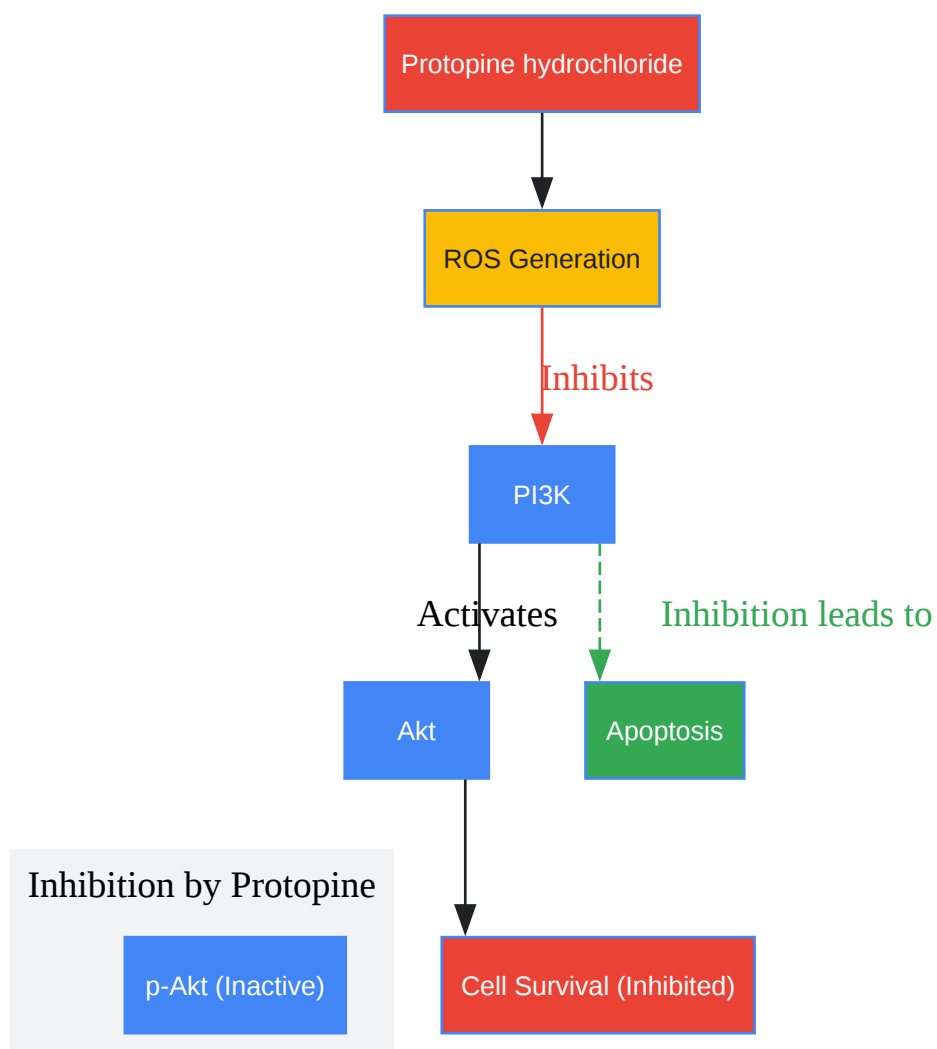 Protopine hydrochloride
ROS Generation
Inhibits
PI3K
Activates
Inhibition leads to
Akt
Apoptosis
Inhibition by Protopine
p-Akt (Inactive)
Cell Survival (Inhibited)